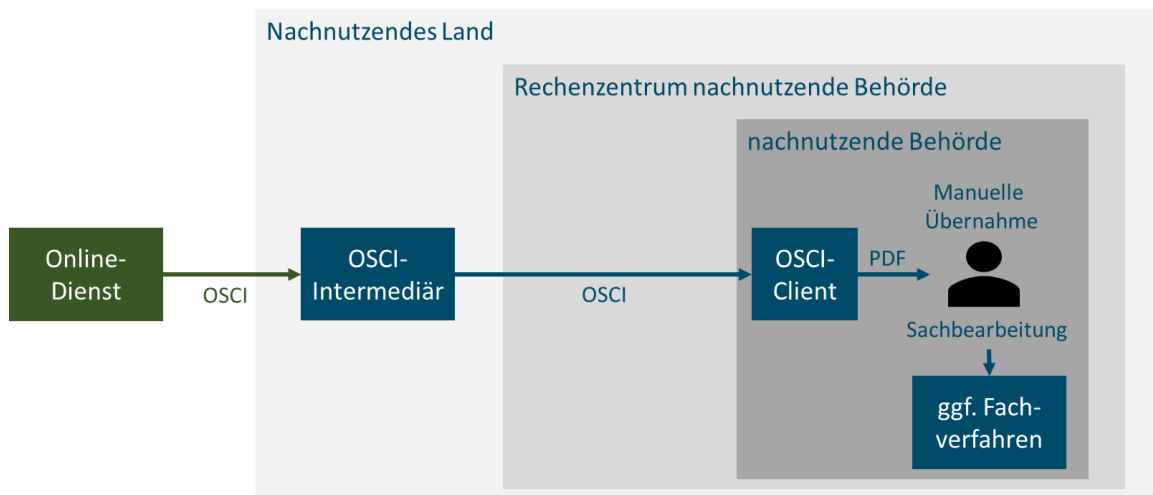 Nachnutzendes Land
Rechenzentrum nachnutzende Behörde
nachnutzende Behörde
Manuelle
Übernahme
Online-
Dienst
OSCI
OSCI-
Intermediär
OSCI
OSCI-
Client
PDF
Sachbearbeitung
ggf. Fach-
verfahren